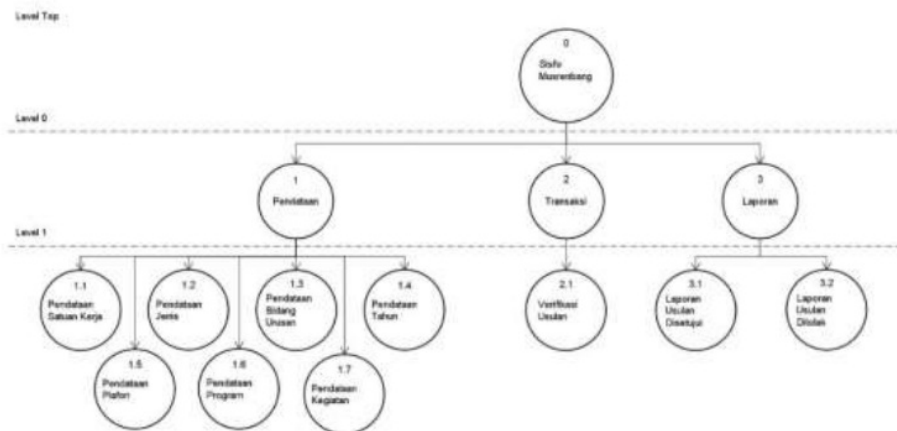 Level Top
0
Sisfo
Musrenbang
Level 0
1
Pendataan
2
Transaksi
3
Laporan
Level 1
1.1
Pendataan
Satuan Kerja
1.2
Pendataan
Jenis
1.3
Pendataan
Bidang
Urusan
1.4
Pendataan
Tahun
2.1
Verifikasi
Usulan
3.1
Laporan
Usulan
Disetujui
3.2
Laporan
Usulan
Ditolak
1.5
Pendataan
Plafon
1.6
Pendataan
Program
1.7
Pendataan
Kegiatan